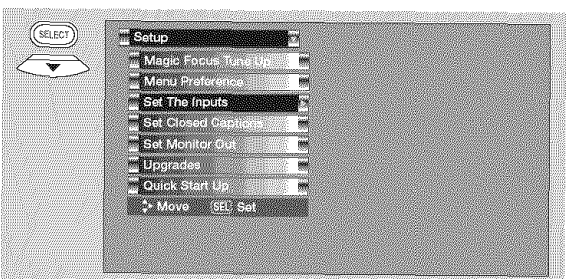 SELECT
Setup
Magic Focus Tune Up
Menu Preference
Set The Inputs
Set Closed Captions
Set Monitor Out
Upgrades
Quick Start Up
Move SEL Set